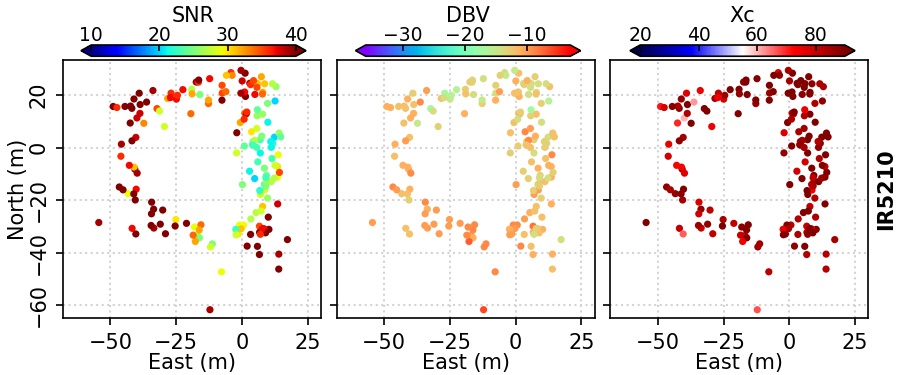 SNR DBV Xc
10 20 30 40 −30 −20 −10 20 40 60 80
20
0
−20
−40
−60
North (m)
IR5210
−50 −25 0 25 −50 −25 0 25 −50 −25 0 25
East (m) East (m) East (m)